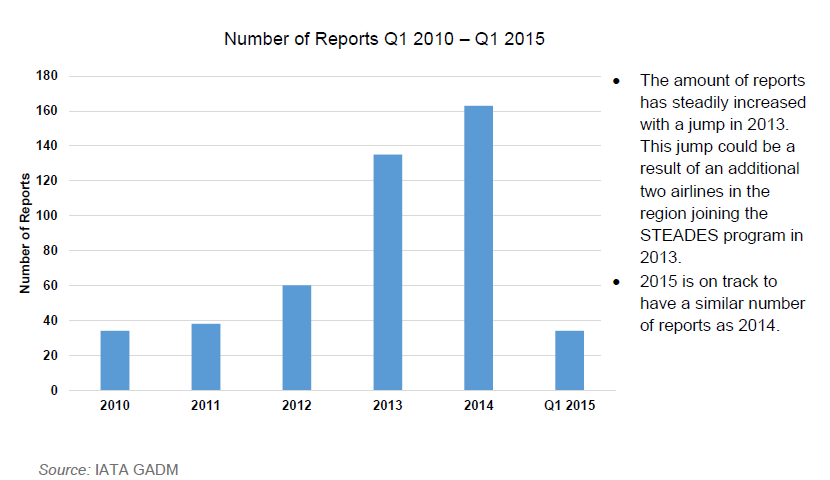 Number of Reports Q1 2010 – Q1 2015
Number of Reports
180
160
140
120
100
80
60
40
20
0
2010 2011 2012 2013 2014 Q1 2015
• The amount of reports
has steadily increased
with a jump in 2013.
This jump could be a
result of an additional
two airlines in the
region joining the
STEADES program in
2013.
• 2015 is on track to
have a similar number
of reports as 2014.
Source: IATA GADM